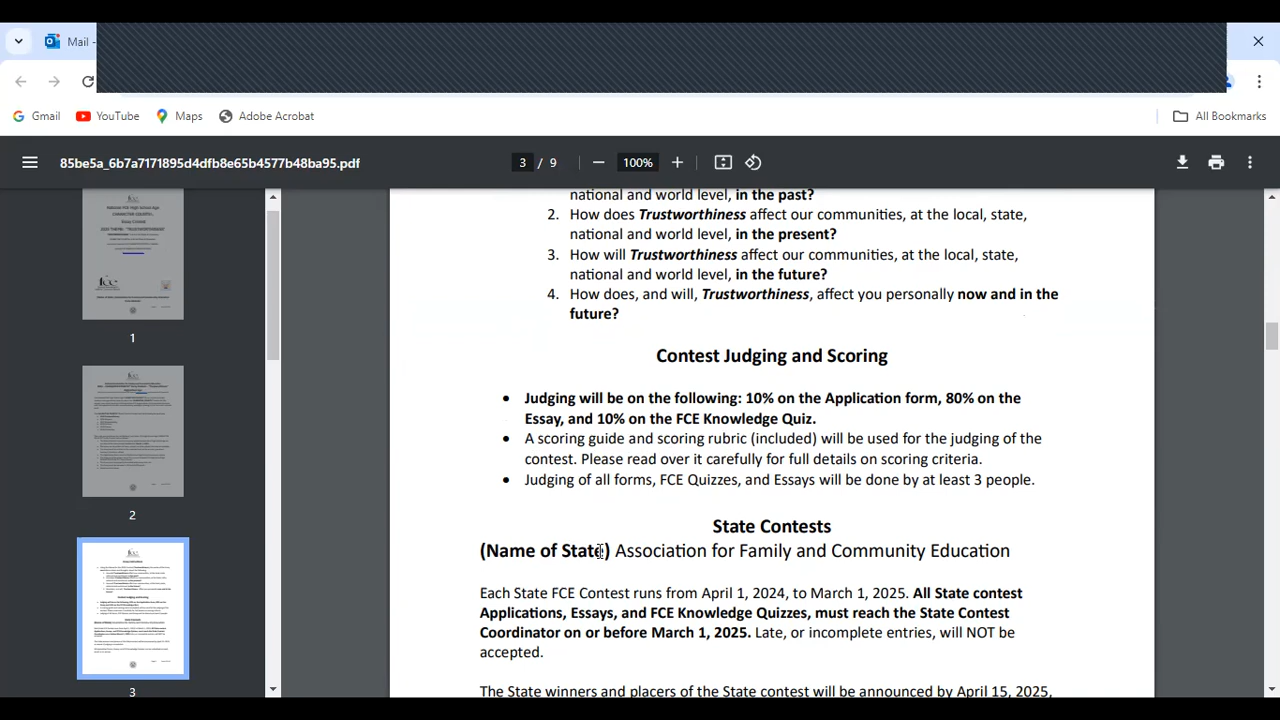 Mail -
Gmail
YouTube
Maps
Adobe Acrobat
All Bookmarks
85be5a_6b7a7171895d4dfb8e65b4577b48ba95.pdf
3 / 9
100%
national and world level, in the past?
2. How does Trustworthiness affect our communities, at the local, state,
national and world level, in the present?
3. How will Trustworthiness affect our communities, at the local, state,
national and world level, in the future?
4. How does, and will, Trustworthiness, affect you personally now and in the
future?
Contest Judging and Scoring
• Judging will be on the following: 10% on the Application form, 80% on the
Essay, and 10% on the FCE Knowledge Quiz.
• A scoring guide and scoring rubric (included) will be used for the judging of the
contest. Please read over it carefully for full details on scoring criteria.
• Judging of all forms, FCE Quizzes, and Essays will be done by at least 3 people.
State Contests
(Name of State) Association for Family and Community Education
Each State FCE Contest runs from April 1, 2024, to March 1, 2025. All State contest
and FCE Knowledge Quizzes, the State Contest
Coordinator on or before March 1, 2025. Late, or incomplete entries, will NOT be
accepted.
The State winners and placers of the State contest will be announced by April 15, 2025,
1
2
3